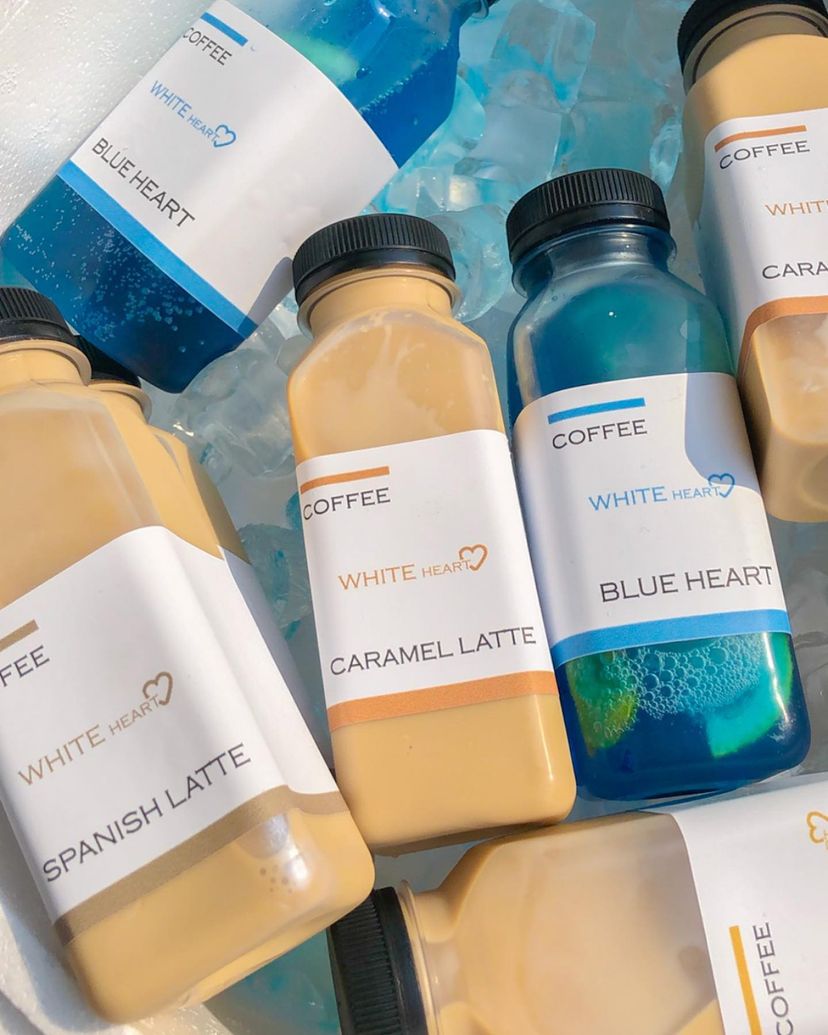 COFFEE
WHITE HEART
BLUE HEART
COFFEE
WHITE
CARA
COFFEE
WHITE HEART
BLUE HEART
COFFEE
WHITE HEART
CARAMEL LATTE
FEE
WHITE HEART
SPANISH LATTE
COFFEE